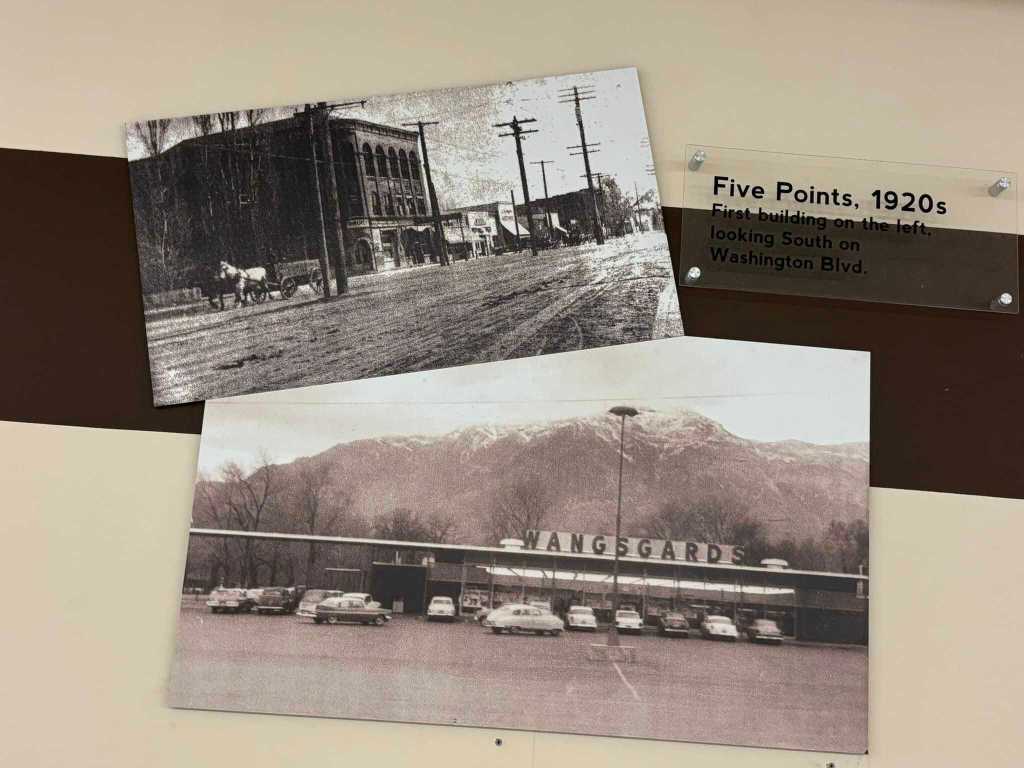 Five Points, 1920s
First building on the left,
looking South on
Washington Blvd.
WANGSGARDS